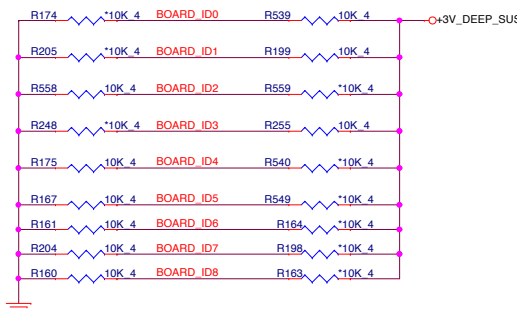 R174 *10K_4 BOARD_ID0 R539 10K_4 +3V_DEEP_SUS
R205 *10K_4 BOARD_ID1 R199 10K_4
R558 10K_4 BOARD_ID2 R559 *10K_4
R248 *10K_4 BOARD_ID3 R255 10K_4
R175 10K_4 BOARD_ID4 R540 *10K_4
R167 10K_4 BOARD_ID5 R549 *10K_4
R161 10K_4 BOARD_ID6 R164 *10K_4
R204 10K_4 BOARD_ID7 R198 *10K_4
R160 10K_4 BOARD_ID8 R163 *10K_4